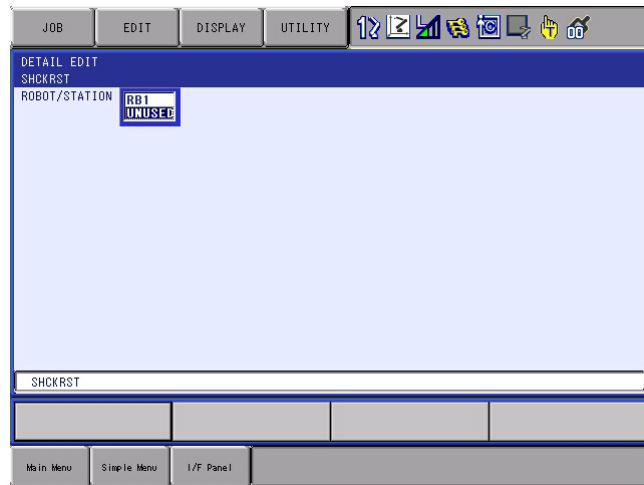 JOB EDIT DISPLAY UTILITY
DETAIL EDIT
SHCKRST
ROBOT/STATION RB1
UNUSED
SHCKRST
Main Menu Simple Menu I/F Panel